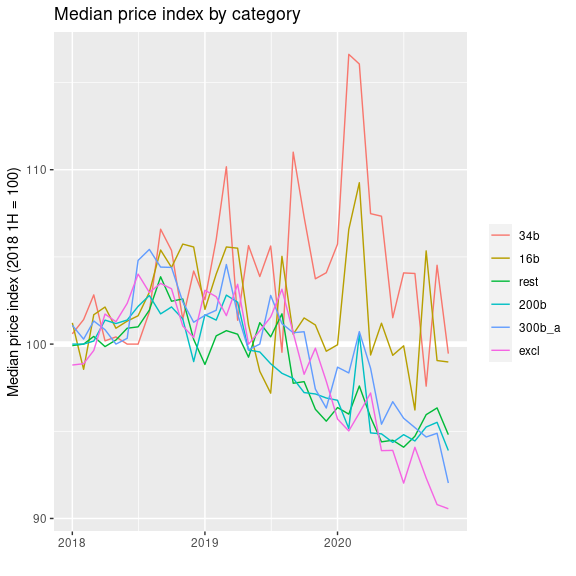 Median price index by category
Median price index (2018 1H = 100)
110
100
90
2018 2019 2020
34b
16b
rest
200b
300b_a
excl